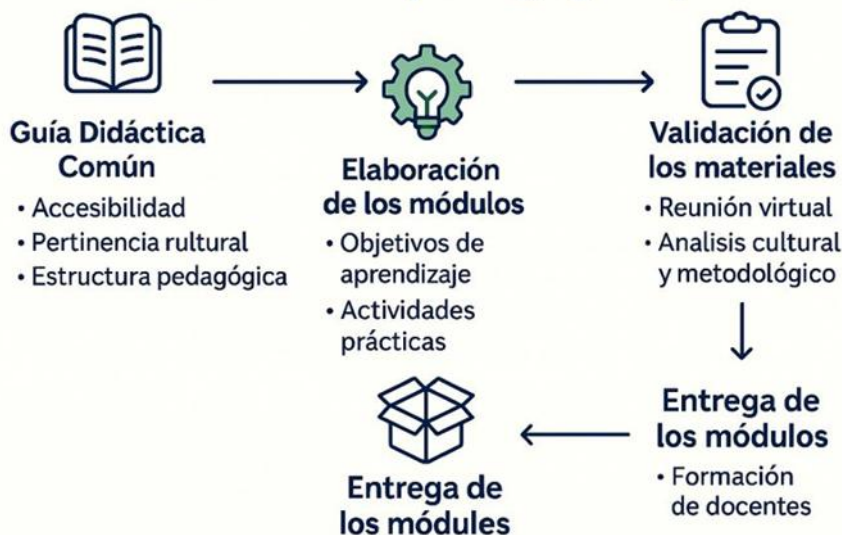 Guía Didáctica
Común
• Accesibilidad
• Pertinencia rultural
• Estructura pedagógica
Elaboración
de los módulos
• Objetivos de
aprendizaje
• Actividades
prácticas
Validación de
los materiales
• Reunión virtual
• Analisis cultural
y metodológico
Entrega de
los módulos
• Formación
de docentes
Entrega de
los módules